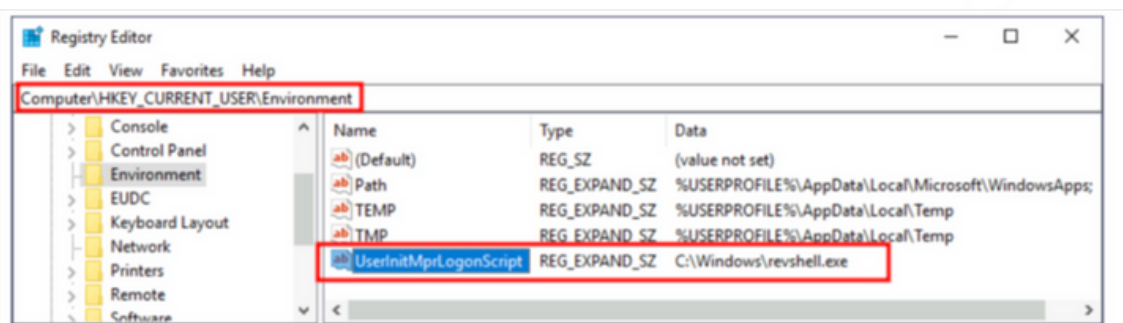 Registry Editor
File Edit View Favorites Help
Computer\HKEY_CURRENT_USER\Environment
Console
Control Panel
Environment
EUDC
Keyboard Layout
Network
Printers
Remote
Software
Name Type Data
(Default) REG_SZ (value not set)
Path REG_EXPAND_SZ %USERPROFILE%\AppData\Local\Microsoft\WindowsApps;
TEMP REG_EXPAND_SZ %USERPROFILE%\AppData\Local\Temp
TMP REG_EXPAND_SZ %USERPROFILE%\AppData\Local\Temp
UserInitMprLogonScript REG_EXPAND_SZ C:\Windows\revshell.exe